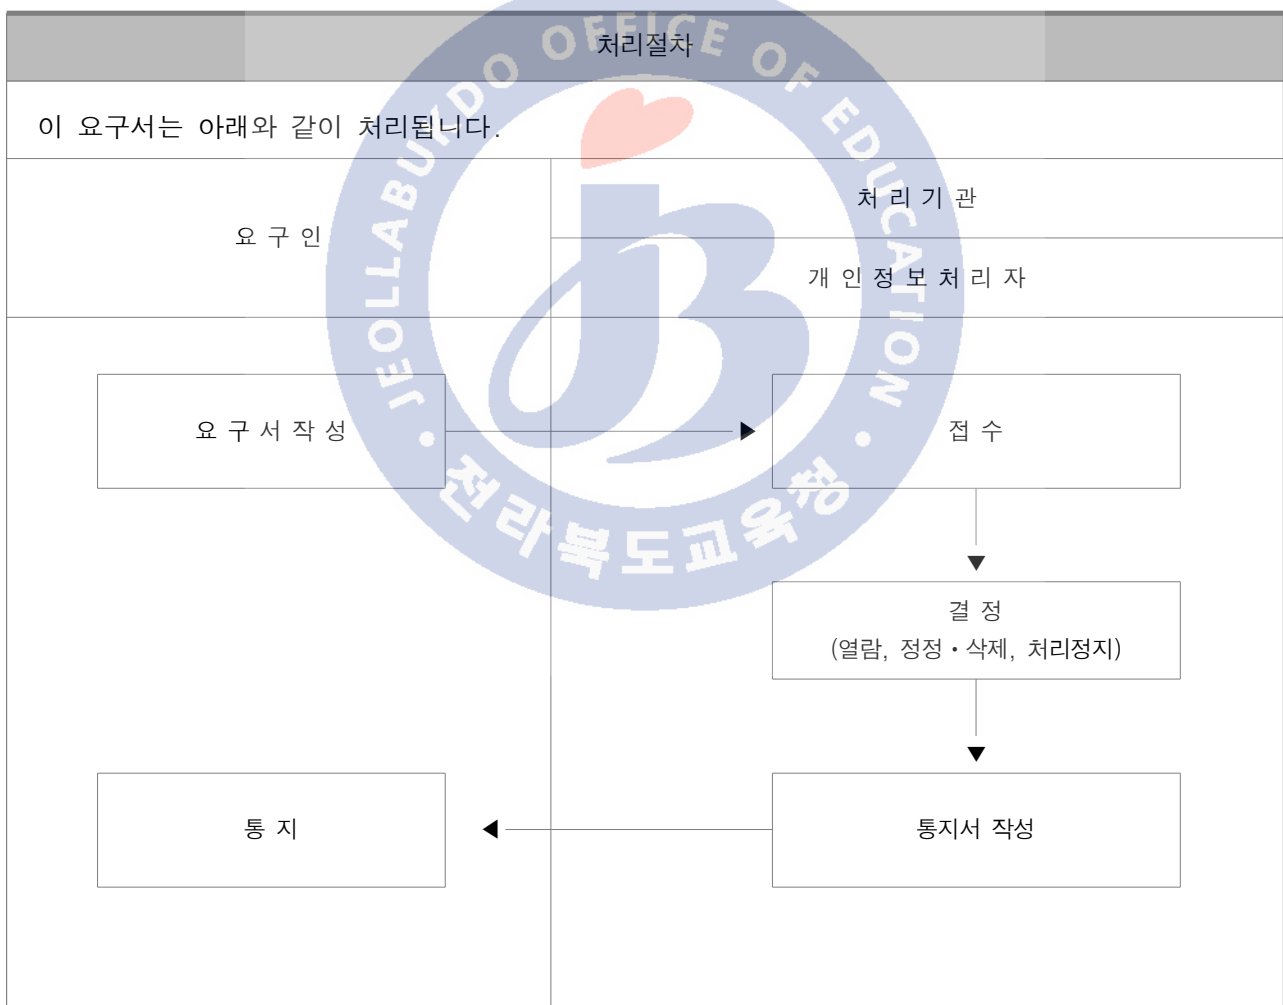 처리절차
이 요구서는 아래와 같이 처리됩니다.
요 구 인
처 리 기 관
개 인 정 보 처 리 자
요 구 서 작 성
접 수
결 정
(열람, 정정・삭제, 처리정지)
통 지
통지서 작성
JEOLLABUKDO OFFICE OF EDUCATION
전라북도교육청